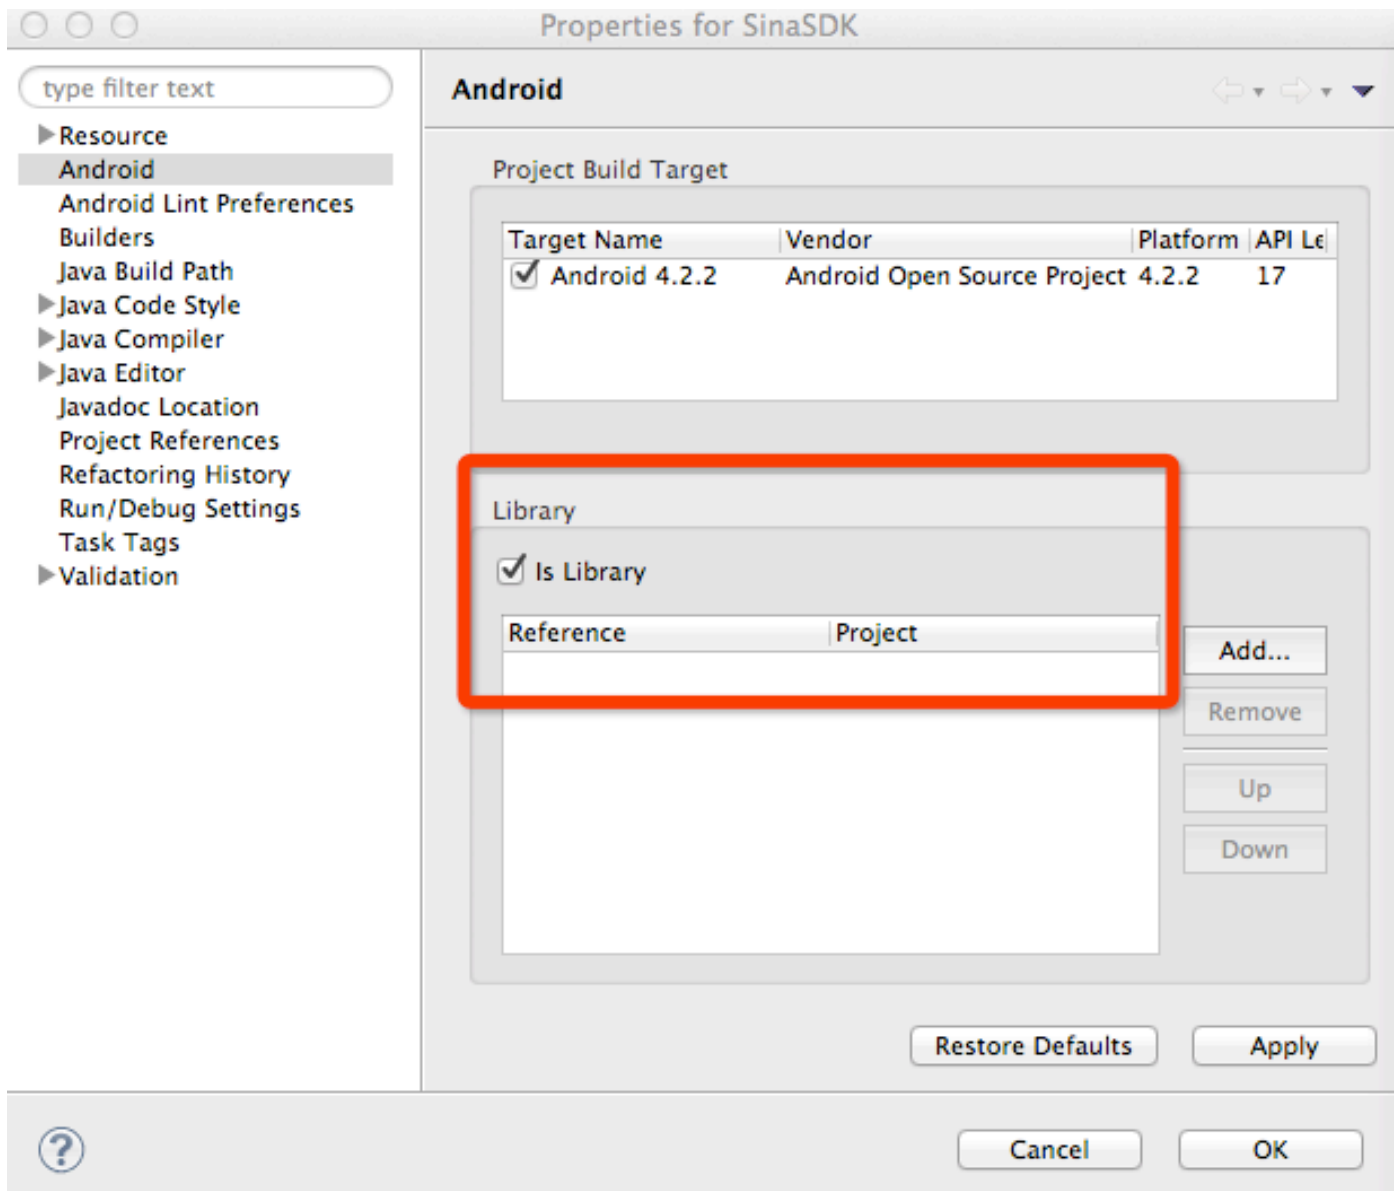 Properties for SinaSDK
type filter text
Resource
Android
Android Lint Preferences
Builders
Java Build Path
Java Code Style
Java Compiler
Java Editor
Javadoc Location
Project References
Refactoring History
Run/Debug Settings
Task Tags
Validation
Android
Project Build Target
Target Name Vendor Platform API Le
Android 4.2.2 Android Open Source Project 4.2.2 17
Library
Is Library
Reference Project
Add...
Remove
Up
Down
Restore Defaults Apply
? Cancel OK